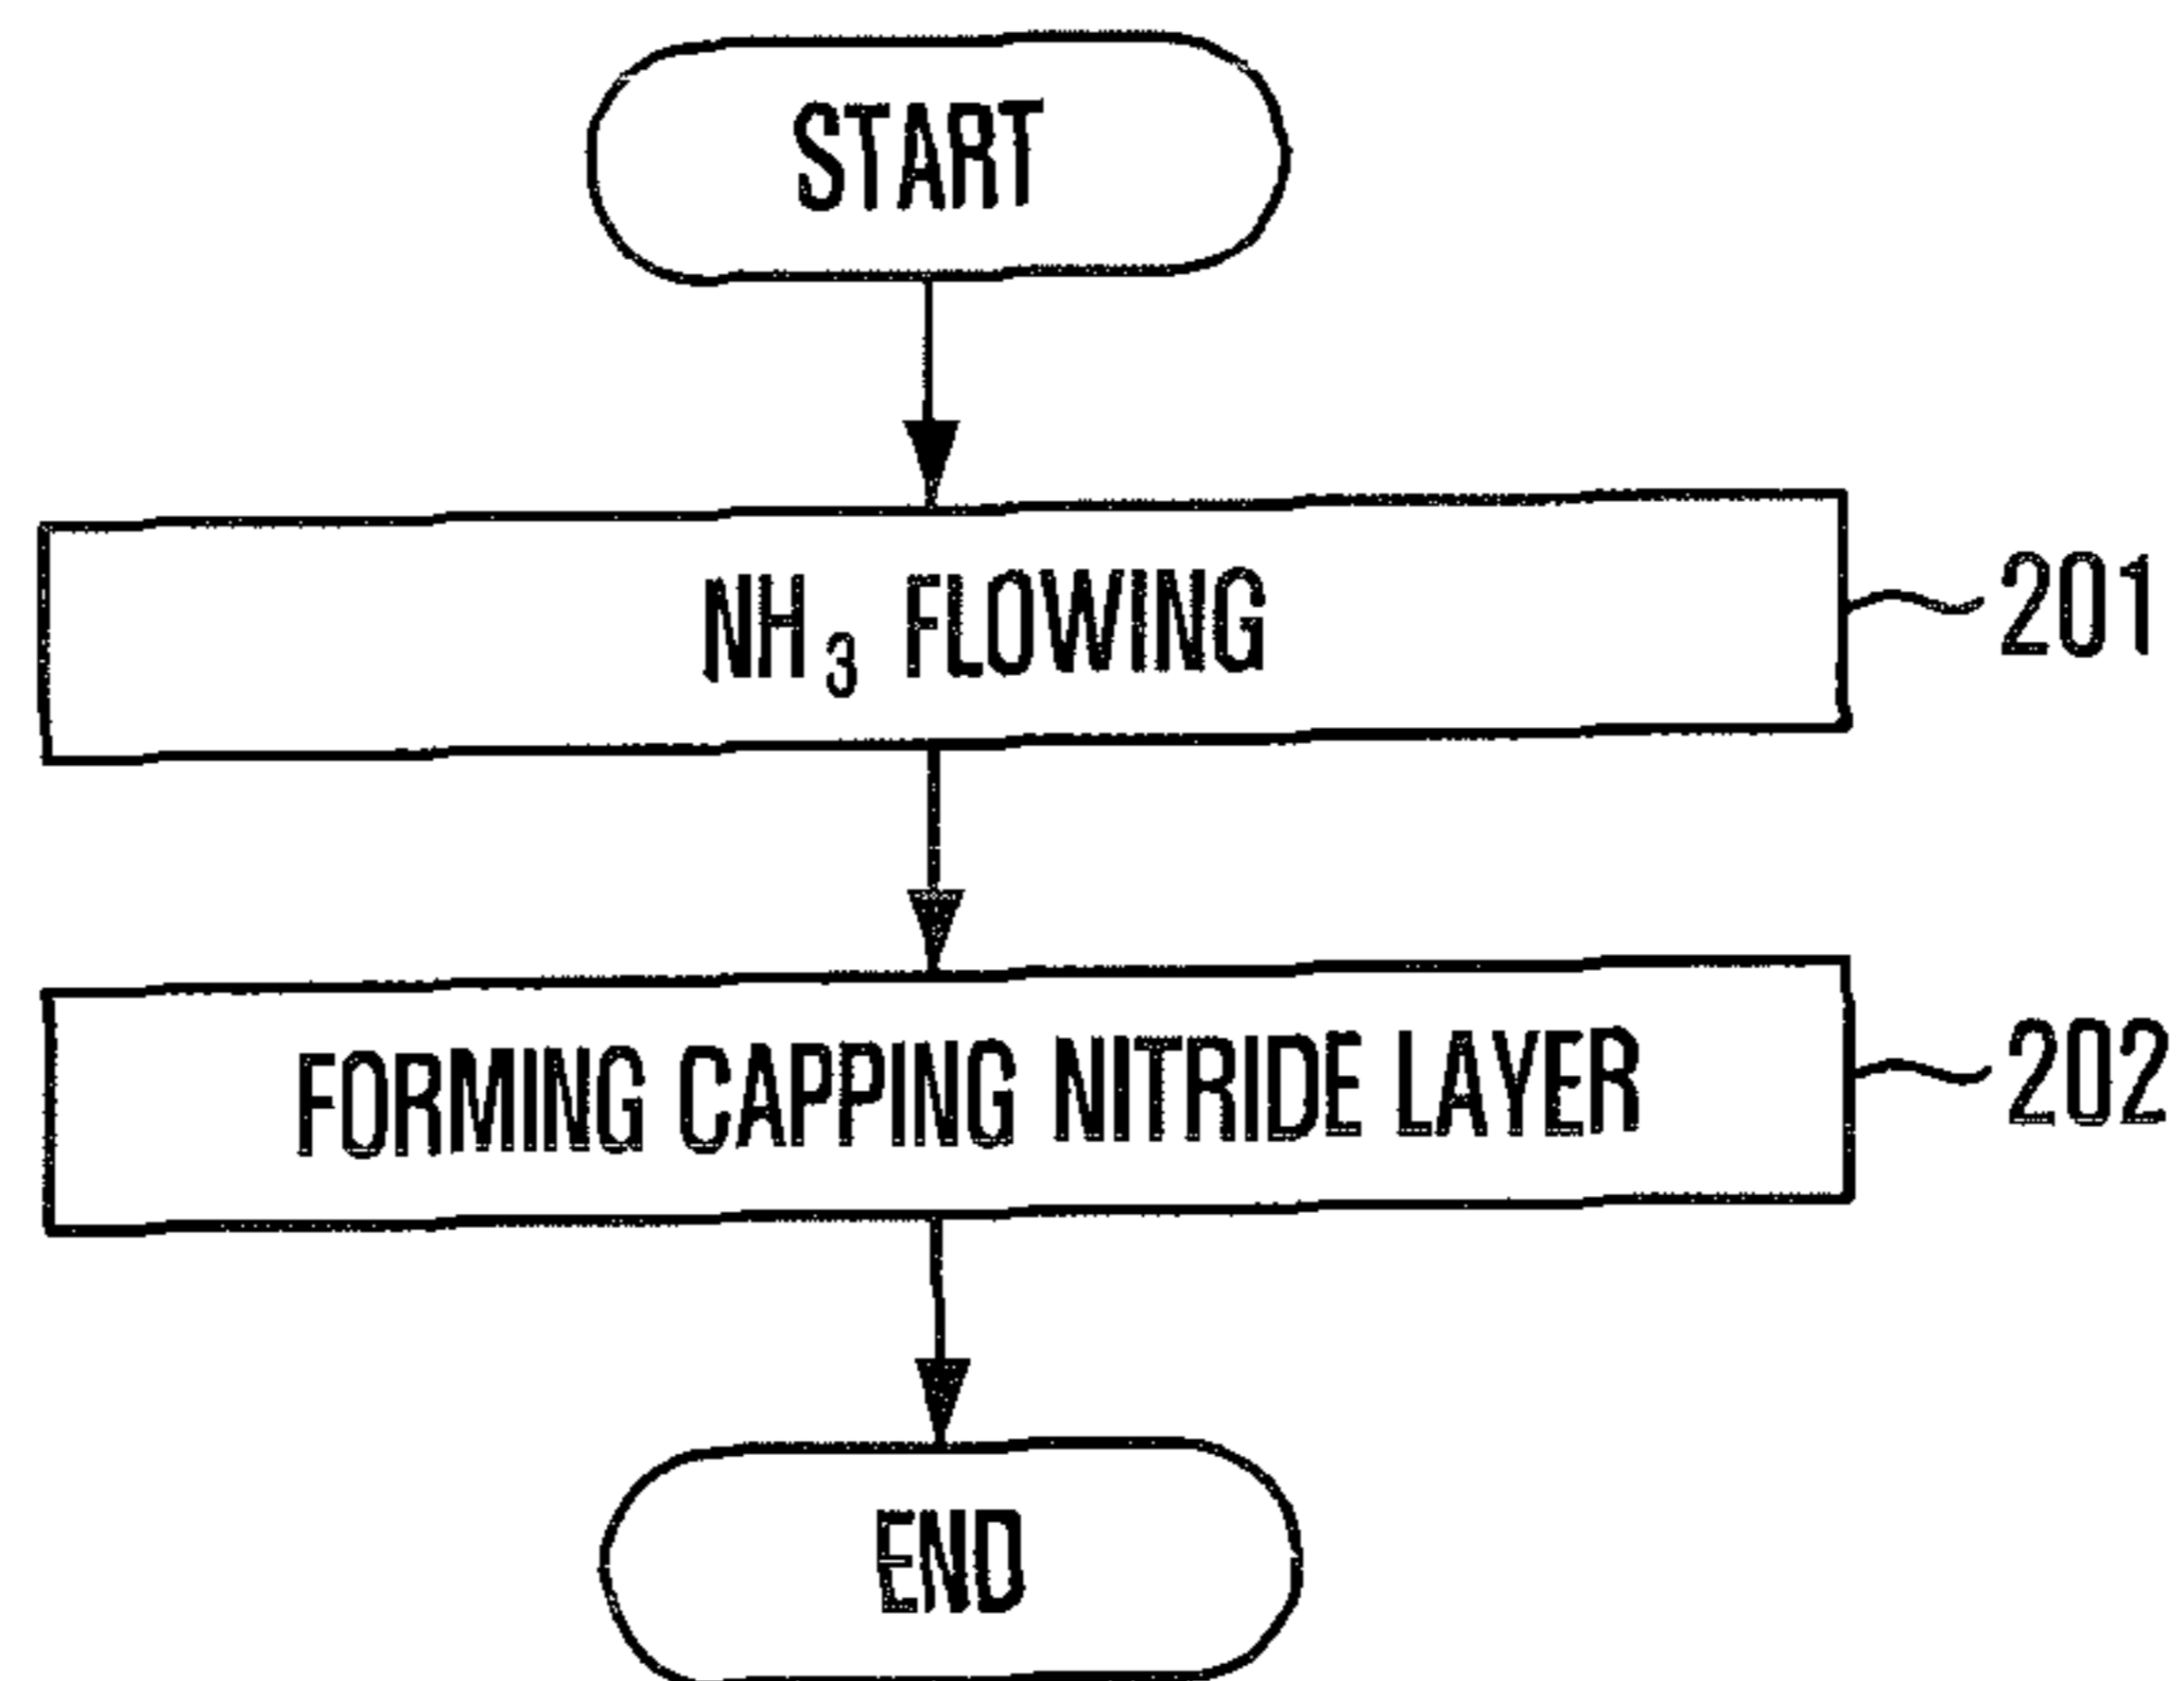 START
NH3 FLOWING
201
FORMING CAPPING NITRIDE LAYER
202
END